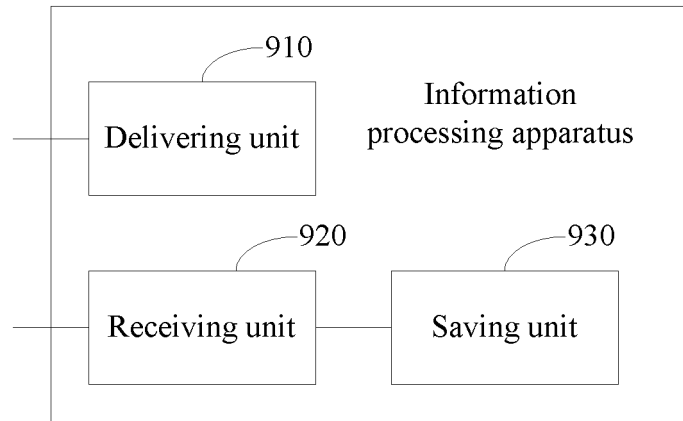 910
Delivering unit
Information
processing apparatus
920
Receiving unit
930
Saving unit